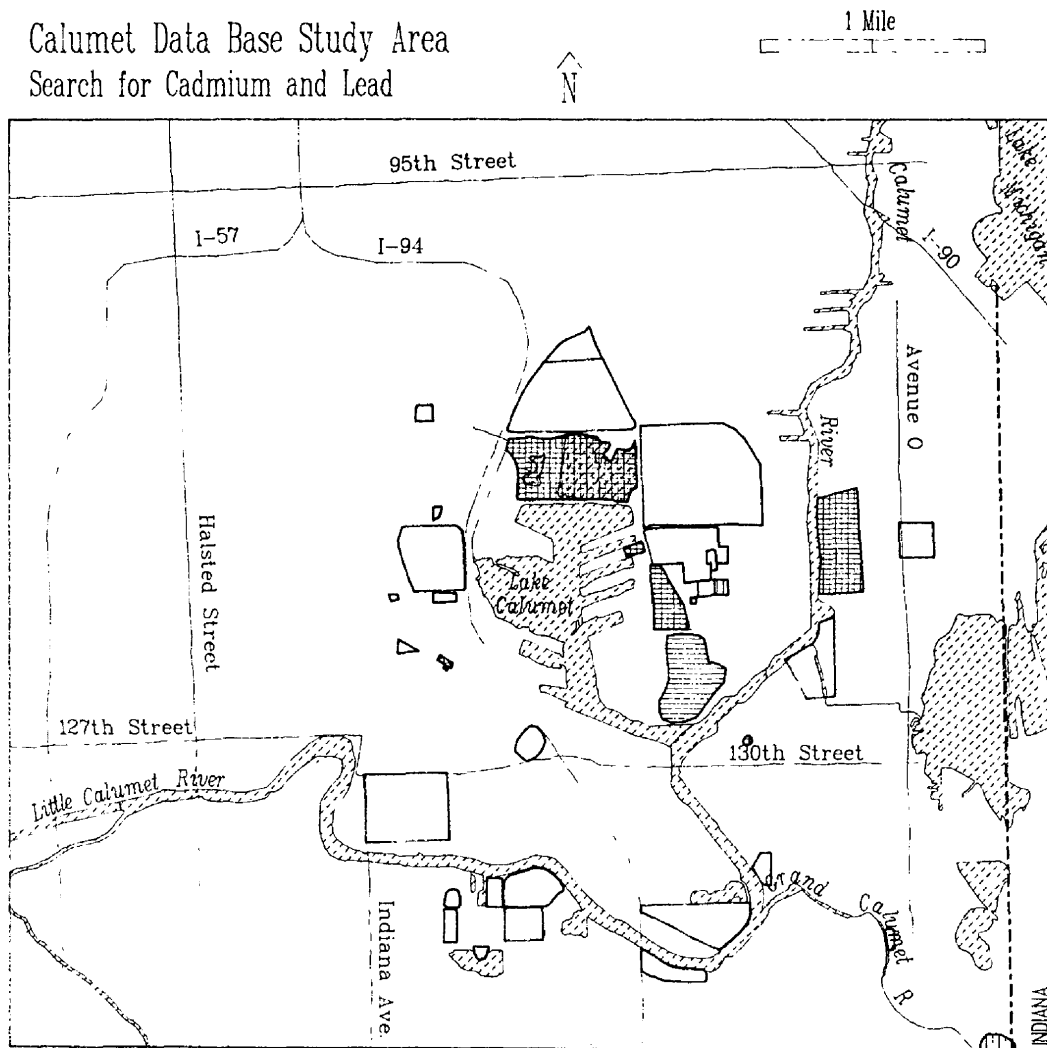 Calumet Data Base Study Area
Search for Cadmium and Lead
N
1 Mile
95th Street
I-57
I-94
Calumet
River
I-90
Lake
Michigan
Avenue O
Halsted Street
Lake
Calumet
127th Street
130th Street
Little Calumet River
Indiana Ave.
Grand
Calumet
R
INDIANA